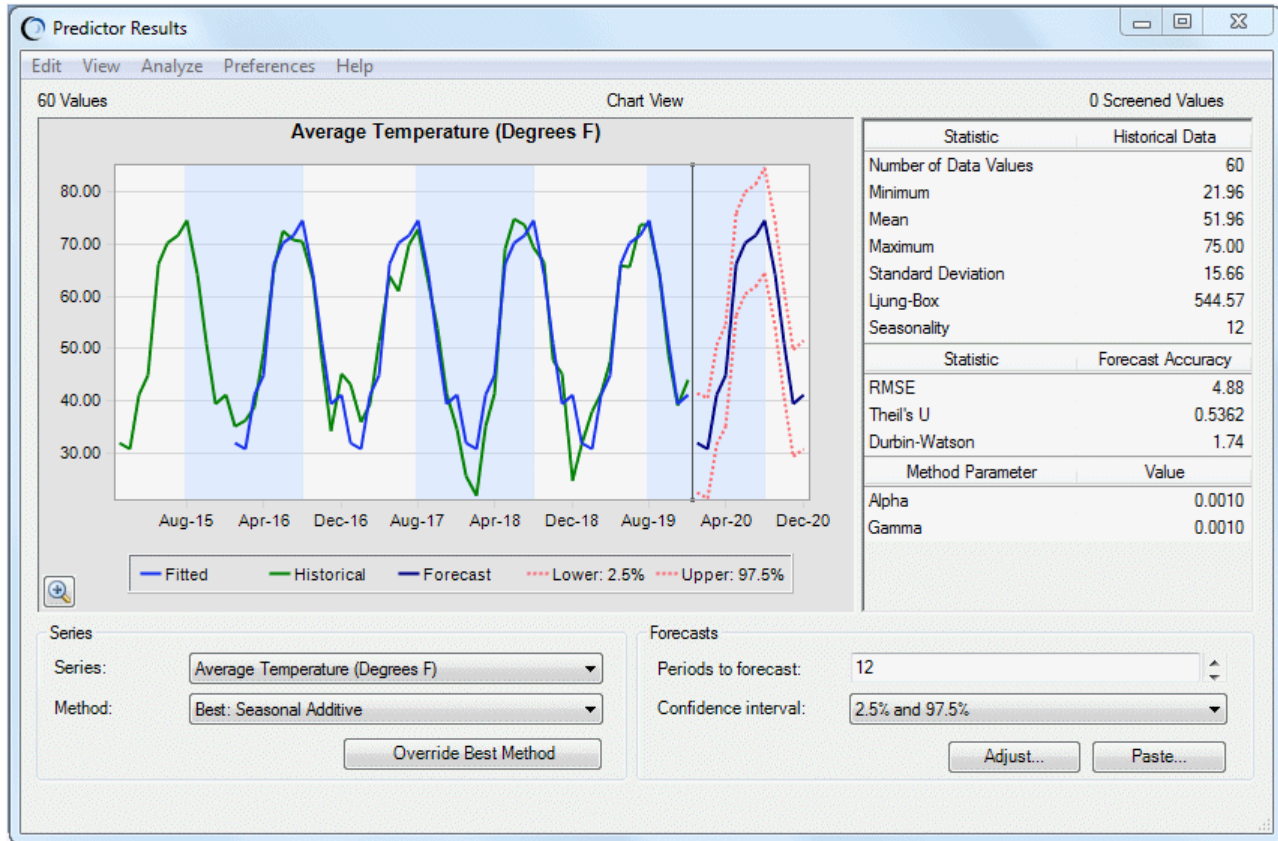 Predictor Results
Edit View Analyze Preferences Help
60 Values Chart View 0 Screened Values
Average Temperature (Degrees F)
80.00
70.00
60.00
50.00
40.00
30.00
Aug-15 Apr-16 Dec-16 Aug-17 Apr-18 Dec-18 Aug-19 Apr-20 Dec-20
Fitted Historical Forecast Lower: 2.5% Upper: 97.5%
Statistic Historical Data
Number of Data Values 60
Minimum 21.96
Mean 51.96
Maximum 75.00
Standard Deviation 15.66
Ljung-Box 544.57
Seasonality 12
Statistic Forecast Accuracy
RMSE 4.88
Theil's U 0.5362
Durbin-Watson 1.74
Method Parameter Value
Alpha 0.0010
Gamma 0.0010
Series
Series: Average Temperature (Degrees F)
Method: Best: Seasonal Additive
Override Best Method
Forecasts
Periods to forecast: 12
Confidence interval: 2.5% and 97.5%
Adjust... Paste...